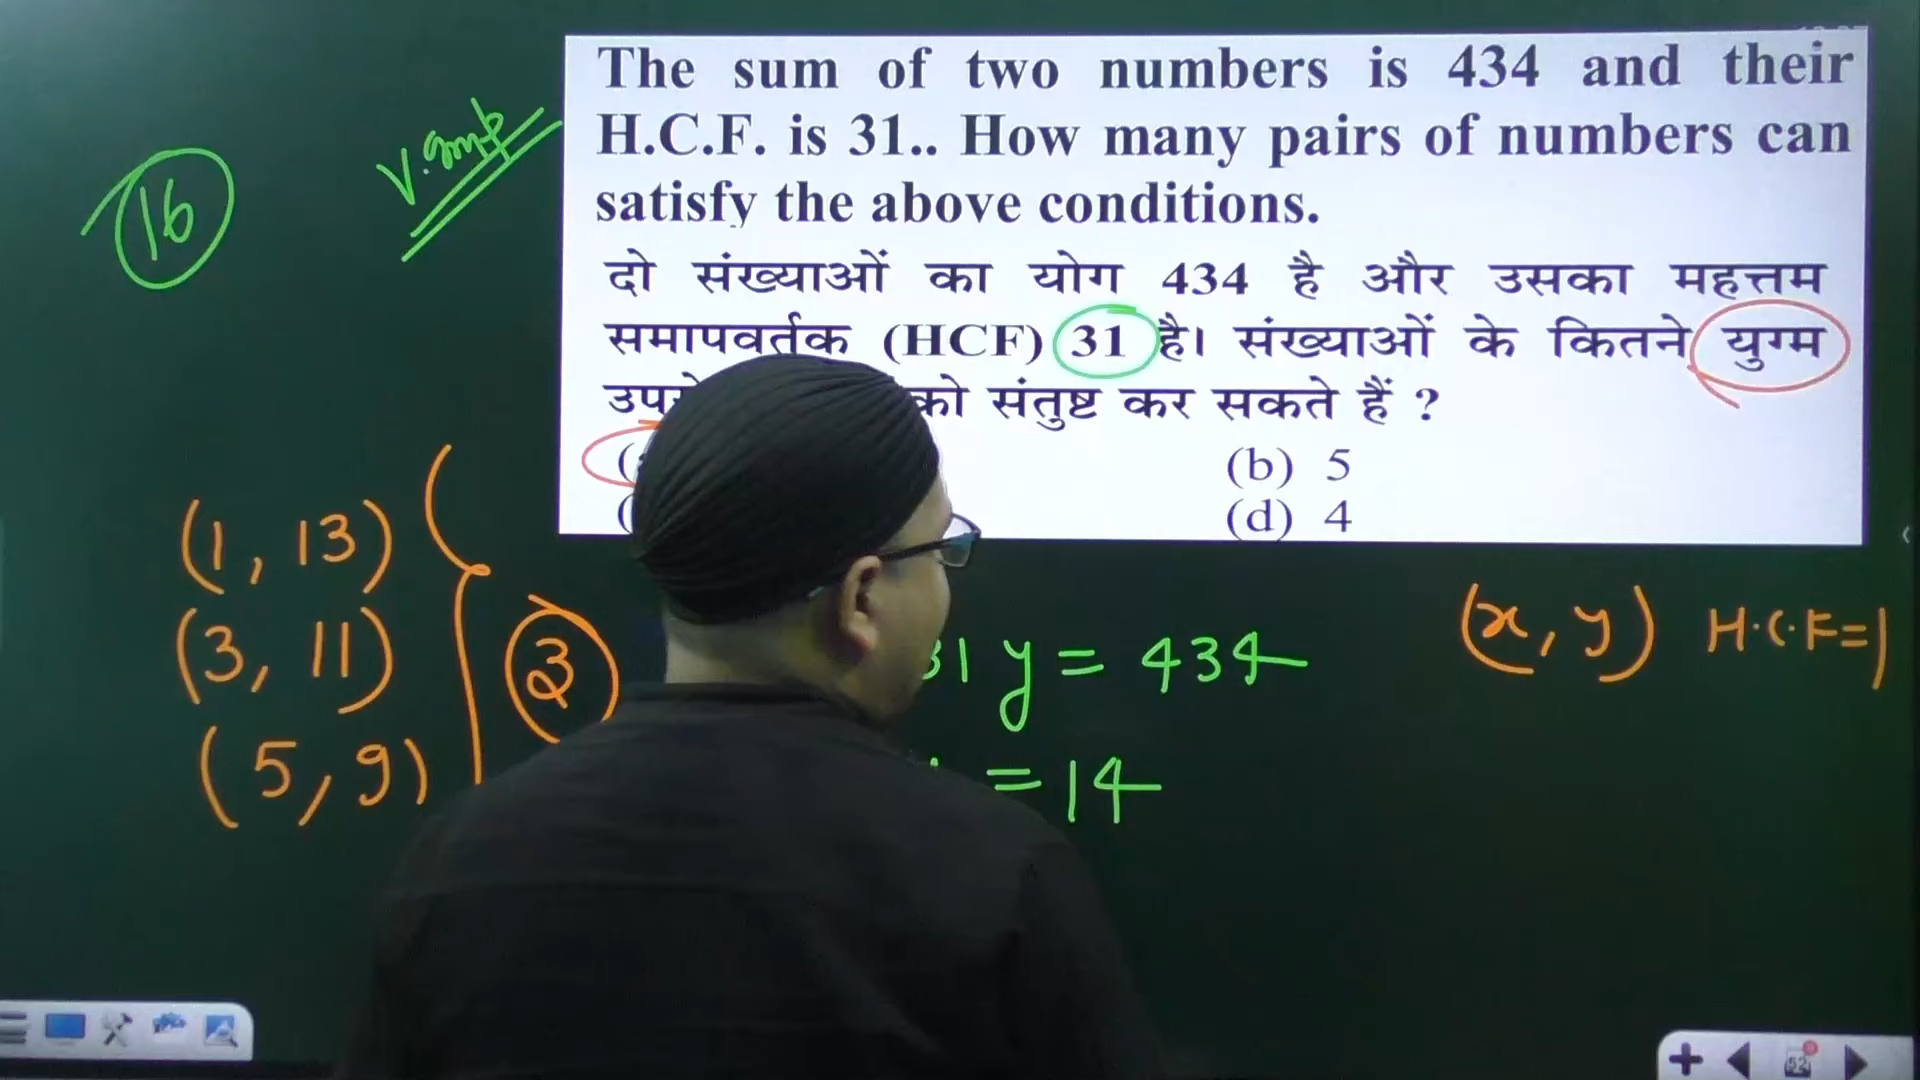 The sum of two numbers is 434 and their
H.C.F. is 31.. How many pairs of numbers can
satisfy the above conditions.
दो संख्याओं का योग 434 है और उसका महत्तम
समापवर्तक (HCF) 31 है। संख्याओं के कितने युग्म
को संतुष्ट कर सकते हैं ?
(b) 5
(d) 4
16
V.Imp
(1, 13)
(3, 11)
(5, 9)
3
31 y = 434
= 14
(x, y) H.C.F=1